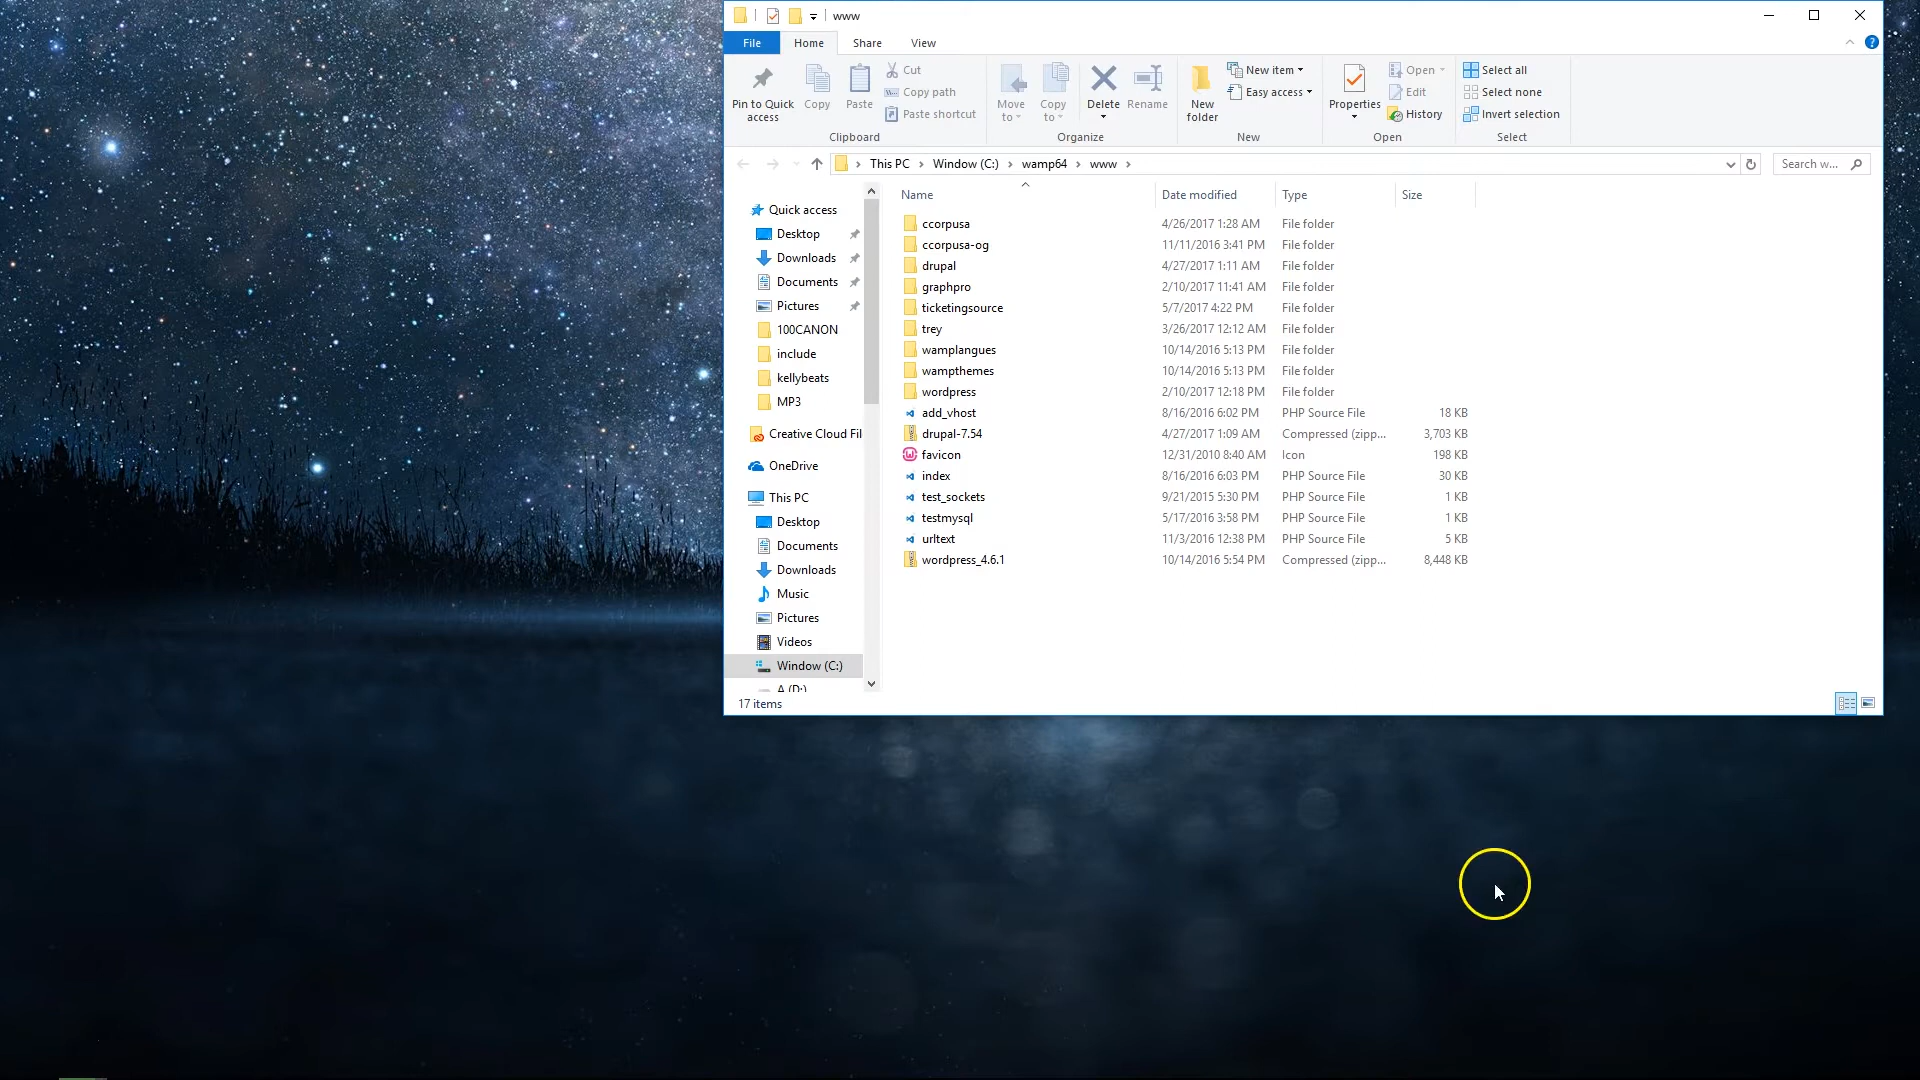 www
File Home Share View
Pin to Quick access
Copy
Paste
Cut
Copy path
Paste shortcut
Clipboard
Move to
Copy to
Delete
Rename
Organize
New folder
New item
Easy access
New
Properties
Open
Edit
History
Open
Select all
Select none
Invert selection
Select
This PC Window (C:) wamp64 www
Search w...
Quick access
Desktop
Downloads
Documents
Pictures
100CANON
include
kellybeats
MP3
Creative Cloud Fil
OneDrive
This PC
Desktop
Documents
Downloads
Music
Pictures
Videos
Window (C:)
A (D:)
Name Date modified Type Size
ccorpusa 4/26/2017 1:28 AM File folder
ccorpusa-og 11/11/2016 3:41 PM File folder
drupal 4/27/2017 1:11 AM File folder
graphpro 2/10/2017 11:41 AM File folder
ticketingsource 5/7/2017 4:22 PM File folder
trey 3/26/2017 12:12 AM File folder
wamplangues 10/14/2016 5:13 PM File folder
wampthemes 10/14/2016 5:13 PM File folder
wordpress 2/10/2017 12:18 PM File folder
add_vhost 8/16/2016 6:02 PM PHP Source File 18 KB
drupal-7.54 4/27/2017 1:09 AM Compressed (zipp... 3,703 KB
favicon 12/31/2010 8:40 AM Icon 198 KB
index 8/16/2016 6:03 PM PHP Source File 30 KB
test_sockets 9/21/2015 5:30 PM PHP Source File 1 KB
testmysql 5/17/2016 3:58 PM PHP Source File 1 KB
urltext 11/3/2016 12:38 PM PHP Source File 5 KB
wordpress_4.6.1 10/14/2016 5:54 PM Compressed (zipp... 8,448 KB
17 items